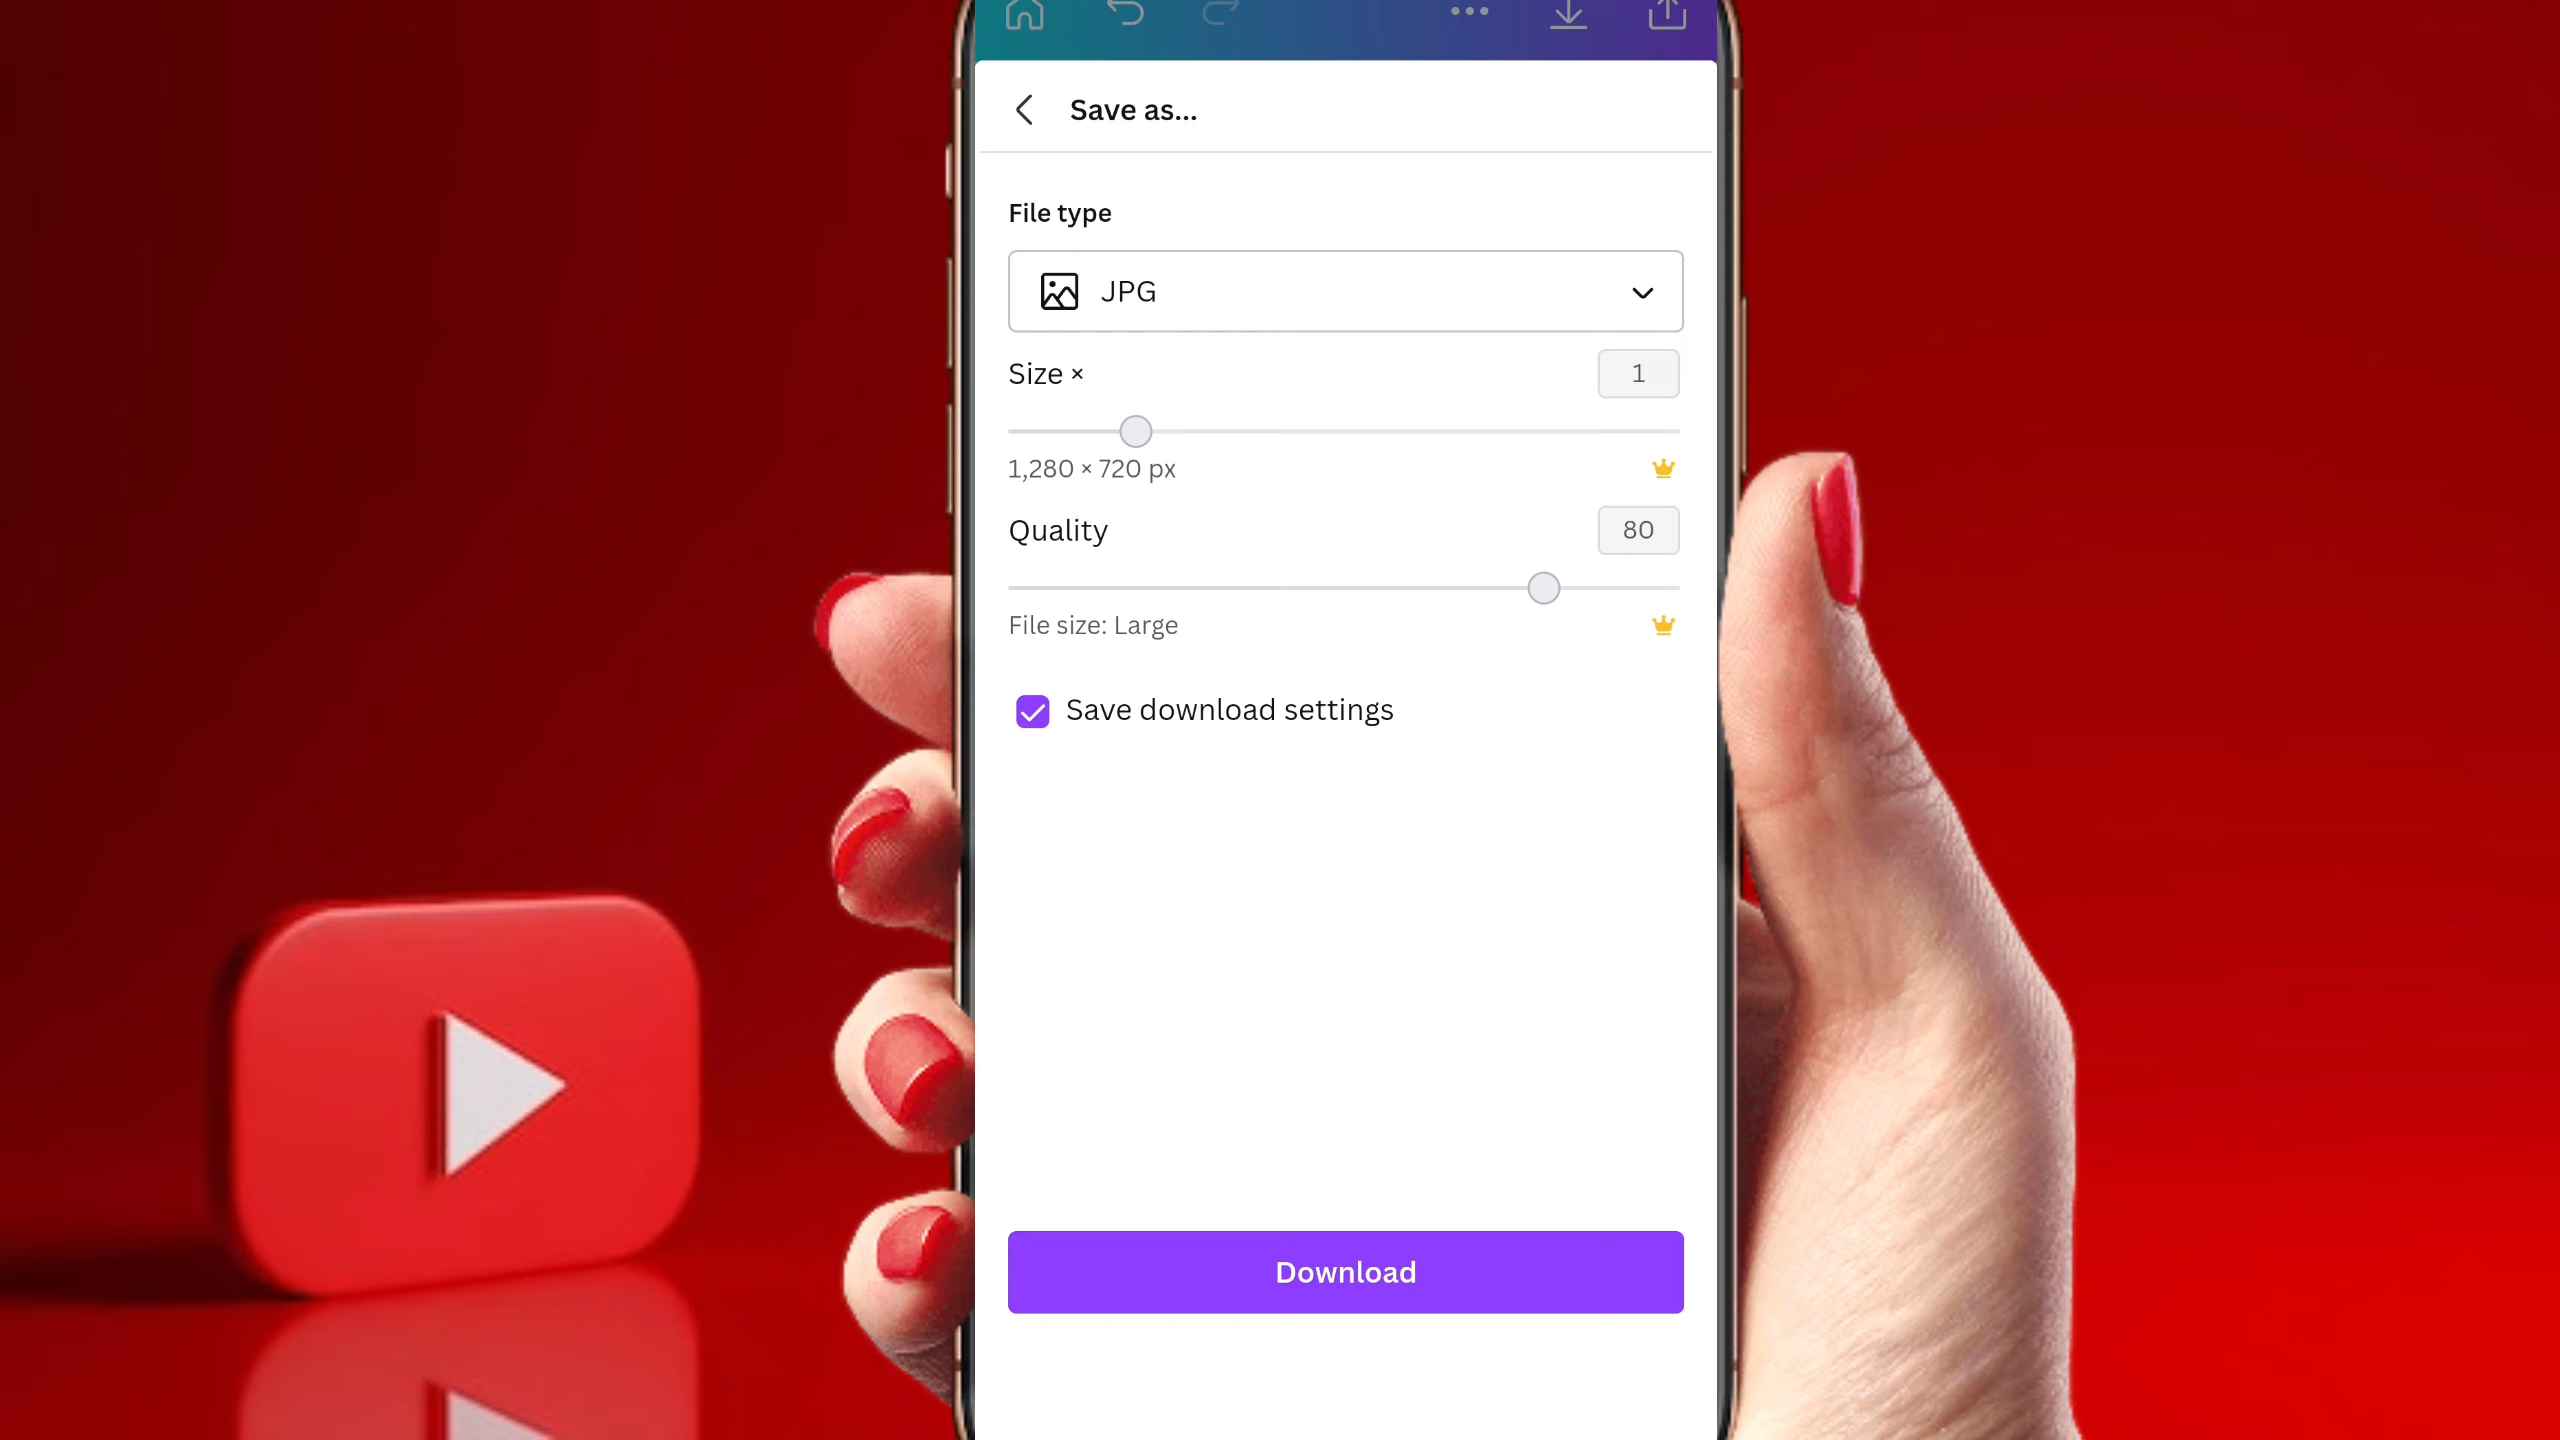 Save as...
File type
JPG
Size × 1
1,280 × 720 px
Quality 80
File size: Large
Save download settings
Download